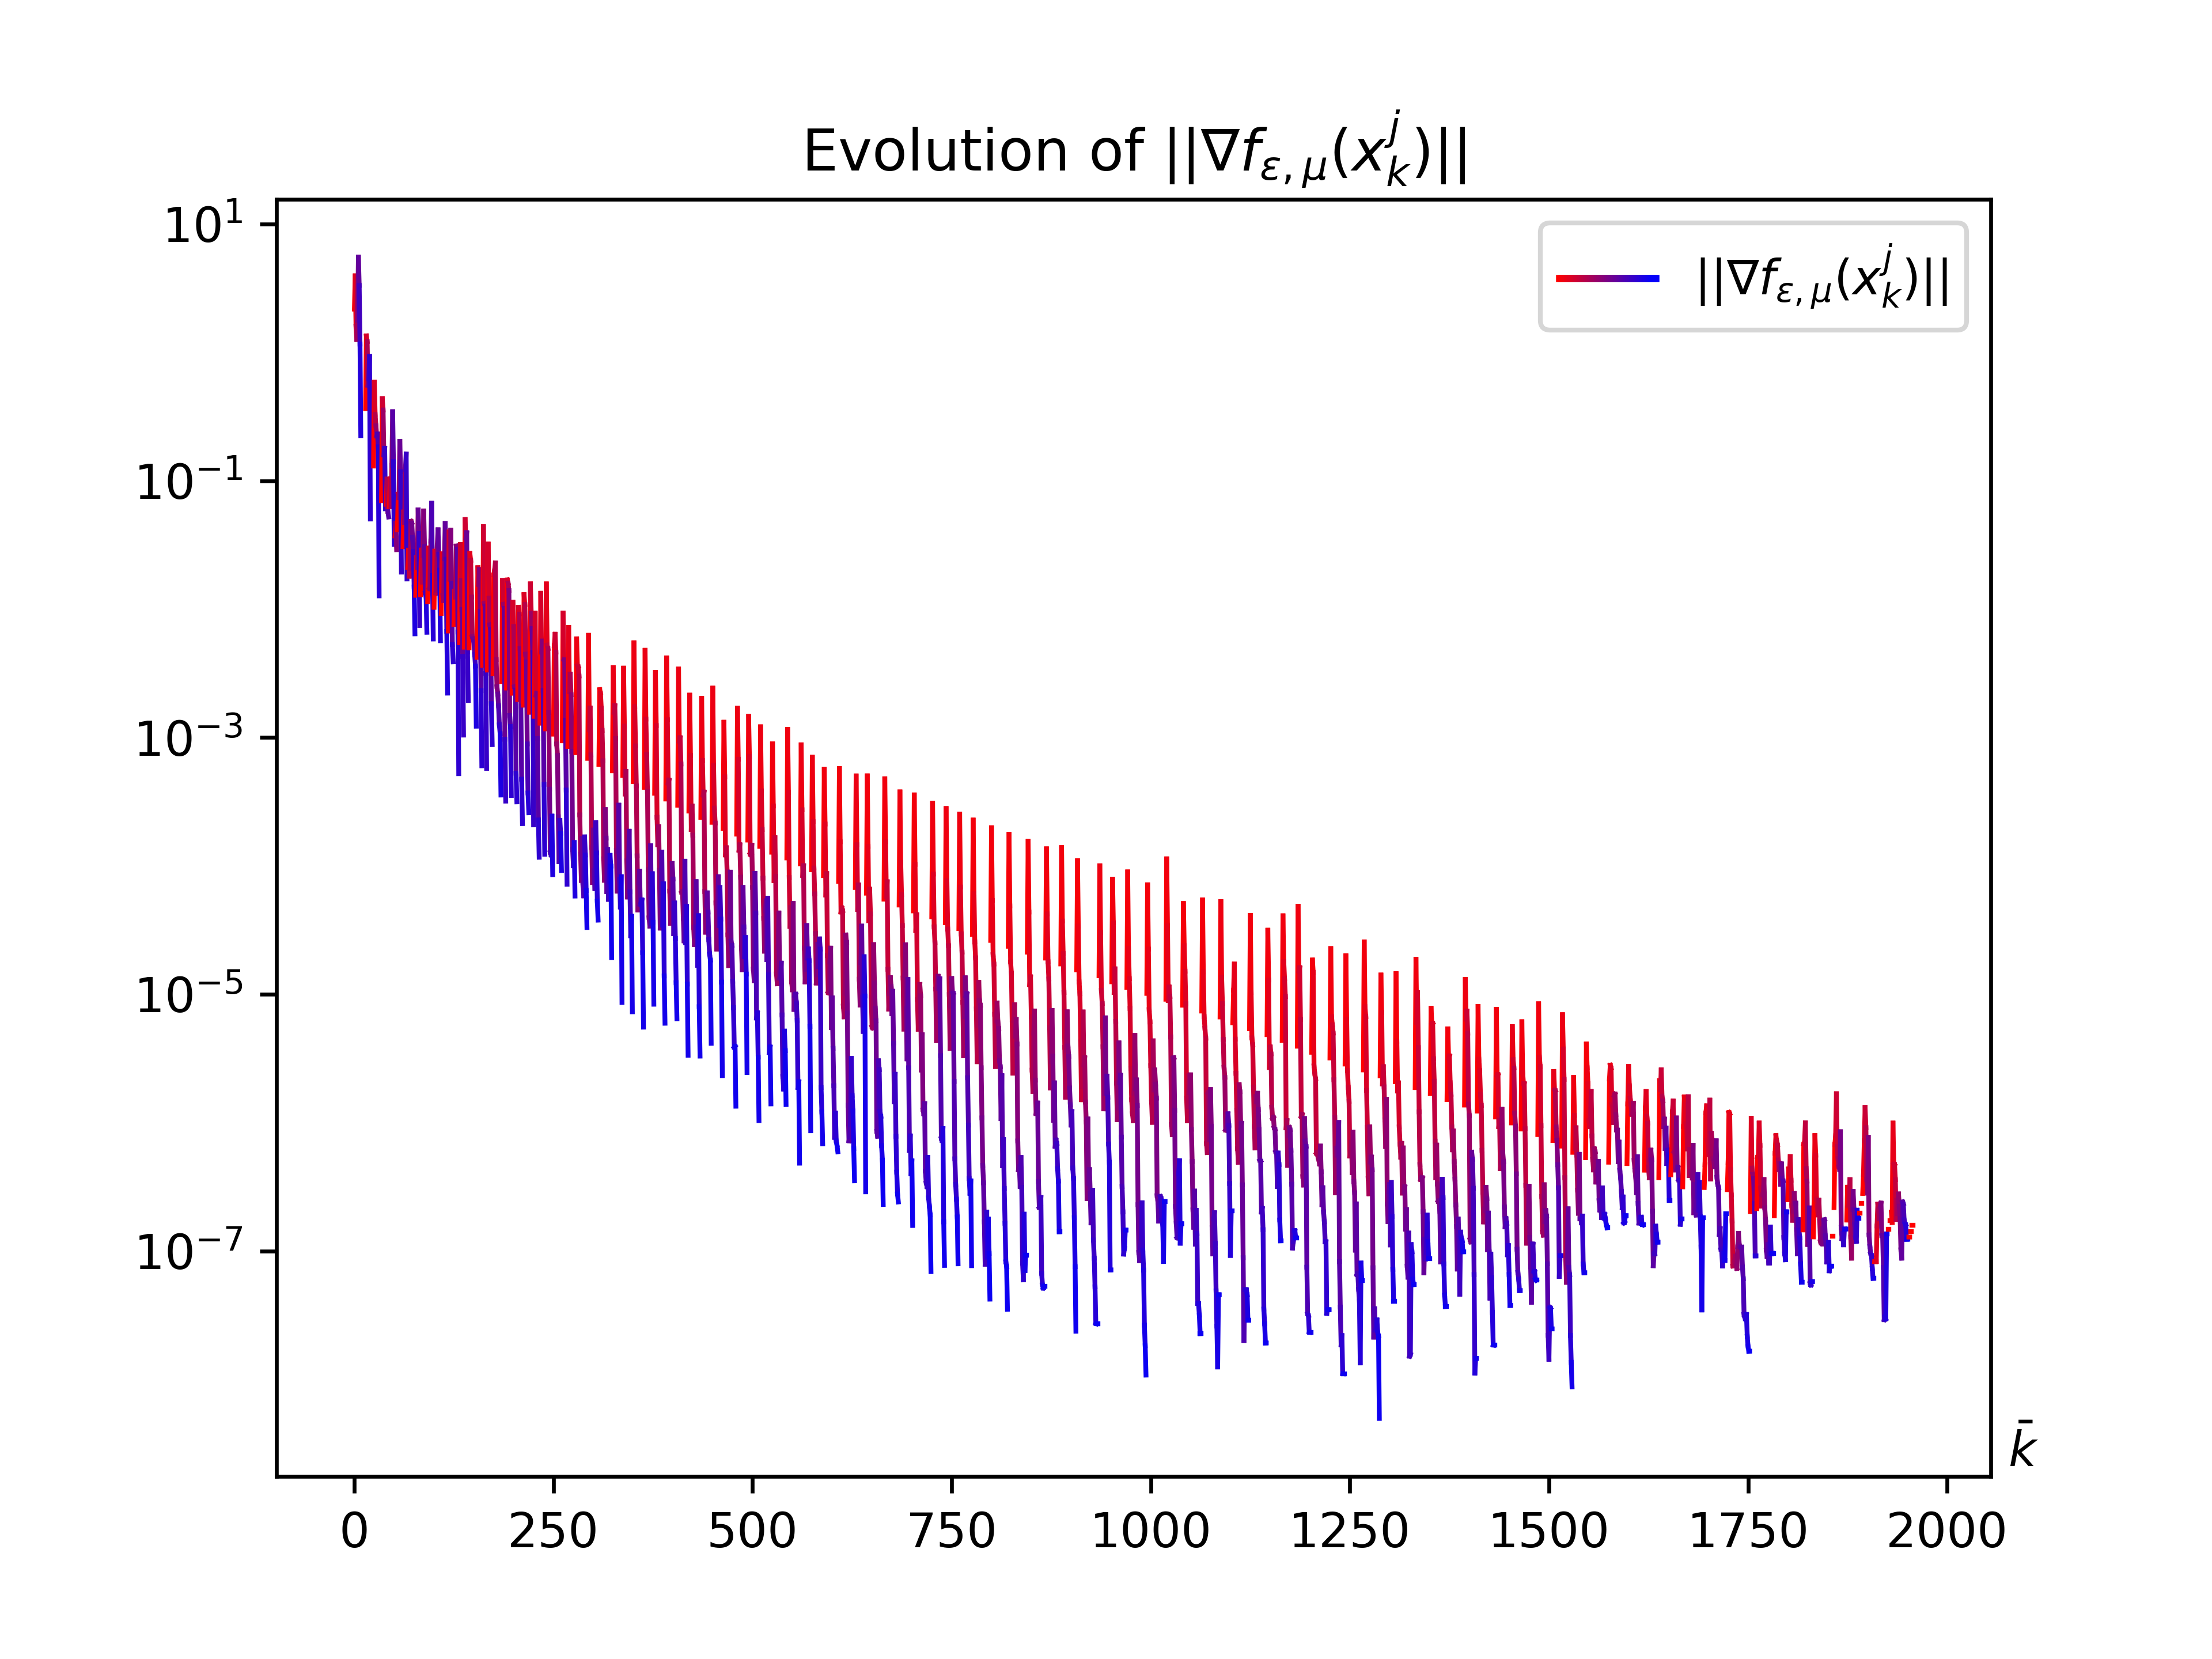 Evolution of ||∇f_{ε, μ}(x_k^j)||
||∇f_{ε, μ}(x_k^j)||
10^1
10^{−1}
10^{−3}
10^{−5}
10^{−7}
k̄
0 250 500 750 1000 1250 1500 1750 2000